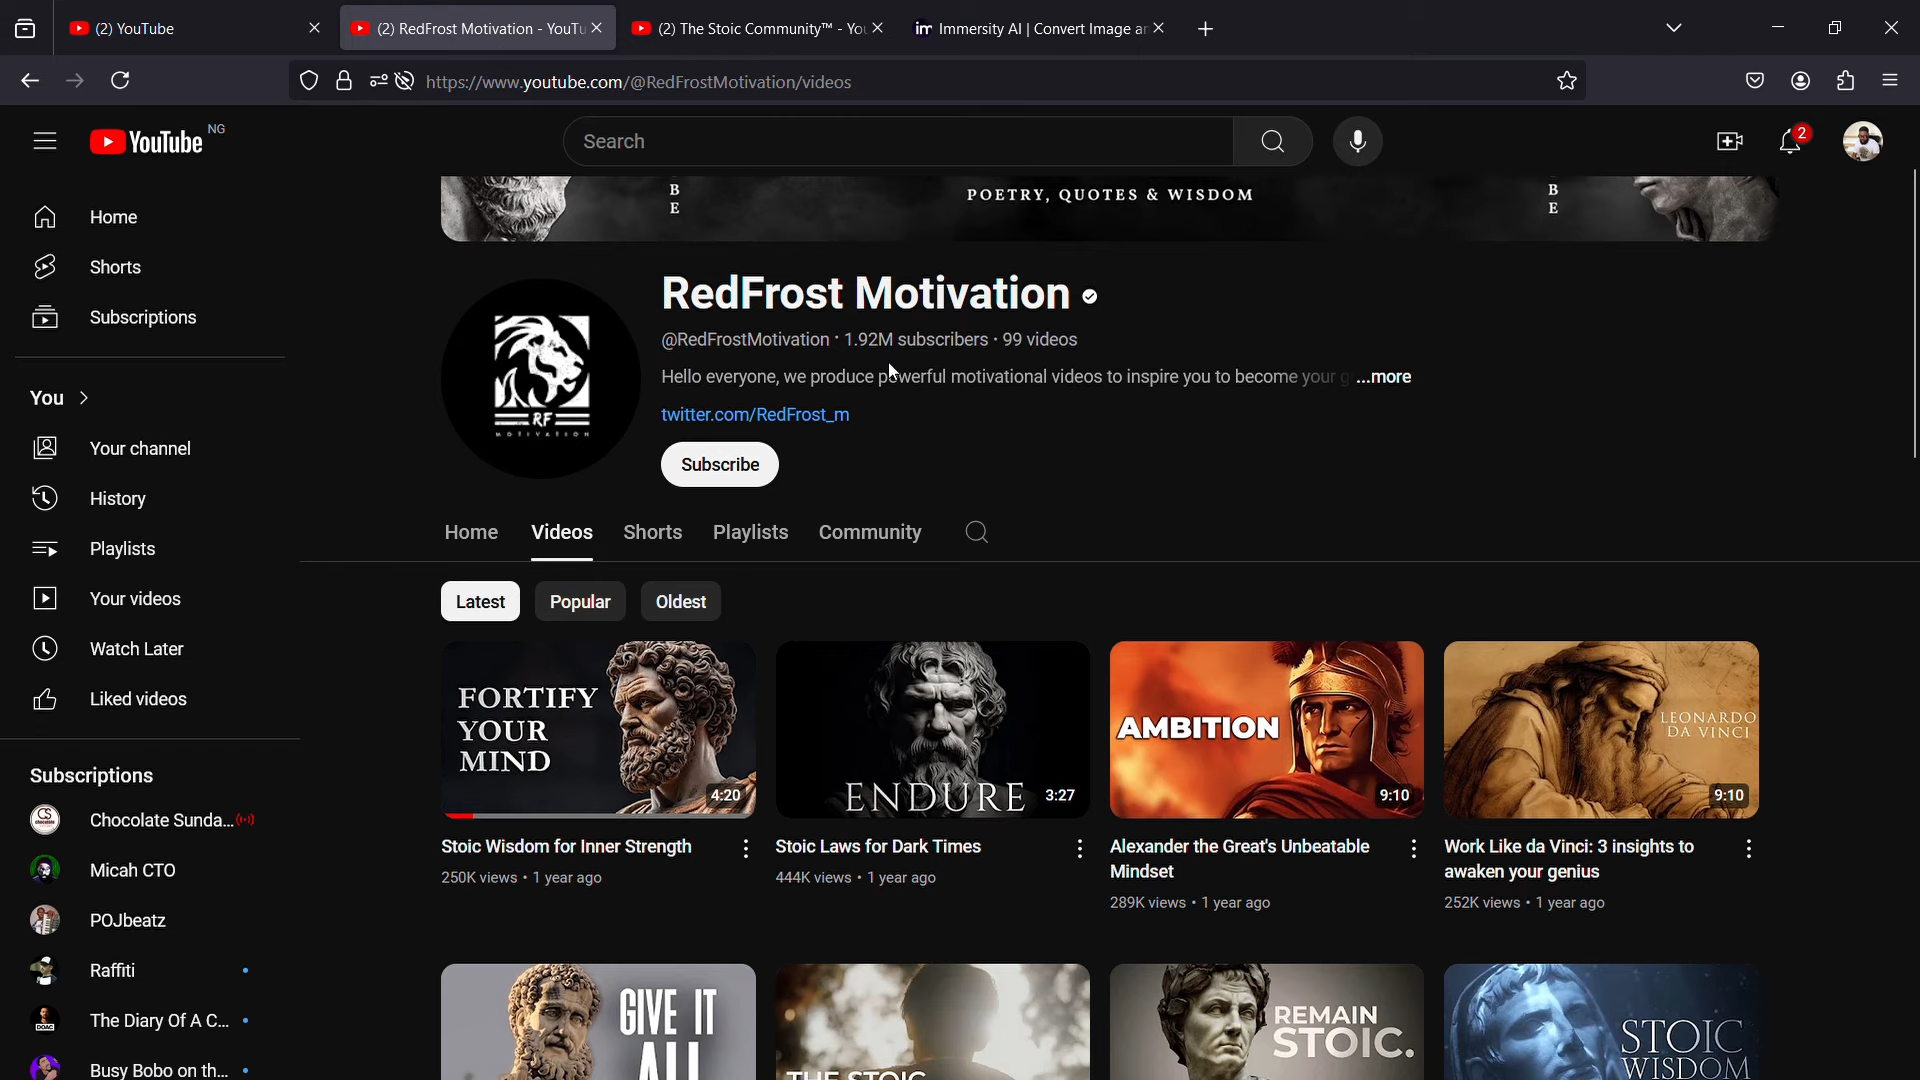 (2) YouTube
(2) RedFrost Motivation - YouTu
(2) The Stoic Community™ - You
im Immersity AI | Convert Image an
https://www.youtube.com/@RedFrostMotivation/videos
YouTube NG
Search
2
Home
Shorts
Subscriptions
You
Your channel
History
Playlists
Your videos
Watch Later
Liked videos
Subscriptions
Chocolate Sunda...
Micah CTO
POJbeatz
Raffiti
The Diary Of A C...
Busy Bobo on th...
B
E
POETRY, QUOTES & WISDOM
B
E
RF
MOTIVATION
RedFrost Motivation
@RedFrostMotivation · 1.92M subscribers · 99 videos
Hello everyone, we produce powerful motivational videos to inspire you to become your g ...more
twitter.com/RedFrost_m
Subscribe
Home Videos Shorts Playlists Community
Latest Popular Oldest
FORTIFY
YOUR
MIND
4:20
Stoic Wisdom for Inner Strength
250K views · 1 year ago
ENDURE
3:27
Stoic Laws for Dark Times
444K views · 1 year ago
AMBITION
9:10
Alexander the Great's Unbeatable
Mindset
289K views · 1 year ago
LEONARDO
DA VINCI
9:10
Work Like da Vinci: 3 insights to
awaken your genius
252K views · 1 year ago
GIVE IT
ALL
THE STOIC
REMAIN
STOIC.
STOIC
WISDOM